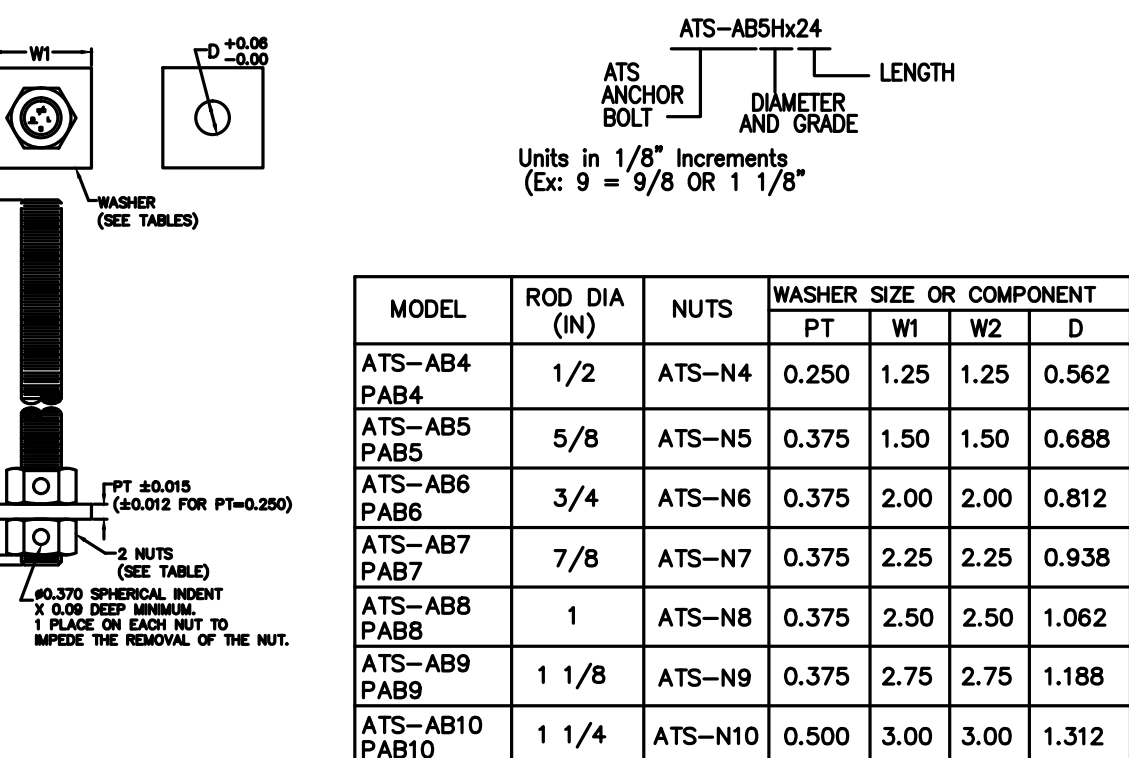 W1
D +0.06
-0.00
WASHER
(SEE TABLES)
PT ±0.015
(±0.012 FOR PT=0.250)
2 NUTS
(SEE TABLE)
ø0.370 SPHERICAL INDENT
X 0.09 DEEP MINIMUM.
1 PLACE ON EACH NUT TO
IMPEDE THE REMOVAL OF THE NUT.
ATS-AB5Hx24
ATS
ANCHOR
BOLT
DIAMETER
AND GRADE
LENGTH
Units in 1/8" Increments
(Ex: 9 = 9/8 OR 1 1/8"
MODEL ROD DIA (IN) NUTS WASHER SIZE OR COMPONENT
PT W1 W2 D
ATS-AB4 PAB4 1/2 ATS-N4 0.250 1.25 1.25 0.562
ATS-AB5 PAB5 5/8 ATS-N5 0.375 1.50 1.50 0.688
ATS-AB6 PAB6 3/4 ATS-N6 0.375 2.00 2.00 0.812
ATS-AB7 PAB7 7/8 ATS-N7 0.375 2.25 2.25 0.938
ATS-AB8 PAB8 1 ATS-N8 0.375 2.50 2.50 1.062
ATS-AB9 PAB9 1 1/8 ATS-N9 0.375 2.75 2.75 1.188
ATS-AB10 PAB10 1 1/4 ATS-N10 0.500 3.00 3.00 1.312